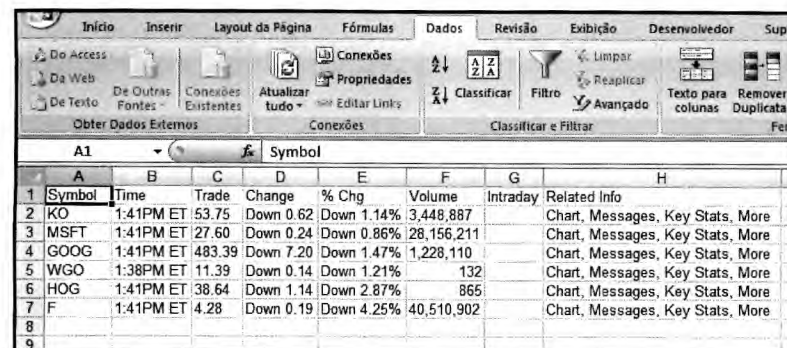 Início Inserir Layout da Página Fórmulas Dados Revisão Exibição Desenvolvedor Sup
Do Access
Da Web
De Texto
De Outras Fontes
Conexões Existentes
Obter Dados Externos
Atualizar tudo
Conexões
Propriedades
Editar Links
Conexões
Classificar
Filtro
Limpar
Reaplicar
Avançado
Classificar e Filtrar
Texto para colunas
Remover Duplicata
Fe
A1 fx Symbol
A B C D E F G H
1 Symbol Time Trade Change % Chg Volume Intraday Related Info
2 KO 1:41PM ET 53.75 Down 0.62 Down 1.14% 3,448,887 Chart, Messages, Key Stats, More
3 MSFT 1:41PM ET 27.60 Down 0.24 Down 0.86% 28,156,211 Chart, Messages, Key Stats, More
4 GOOG 1:41PM ET 483.39 Down 7.20 Down 1.47% 1,228,110 Chart, Messages, Key Stats, More
5 WGO 1:38PM ET 11.39 Down 0.14 Down 1.21% 132 Chart, Messages, Key Stats, More
6 HOG 1:41PM ET 38.64 Down 1.14 Down 2.87% 865 Chart, Messages, Key Stats, More
7 F 1:41PM ET 4.28 Down 0.19 Down 4.25% 40,510,902 Chart, Messages, Key Stats, More
8
9